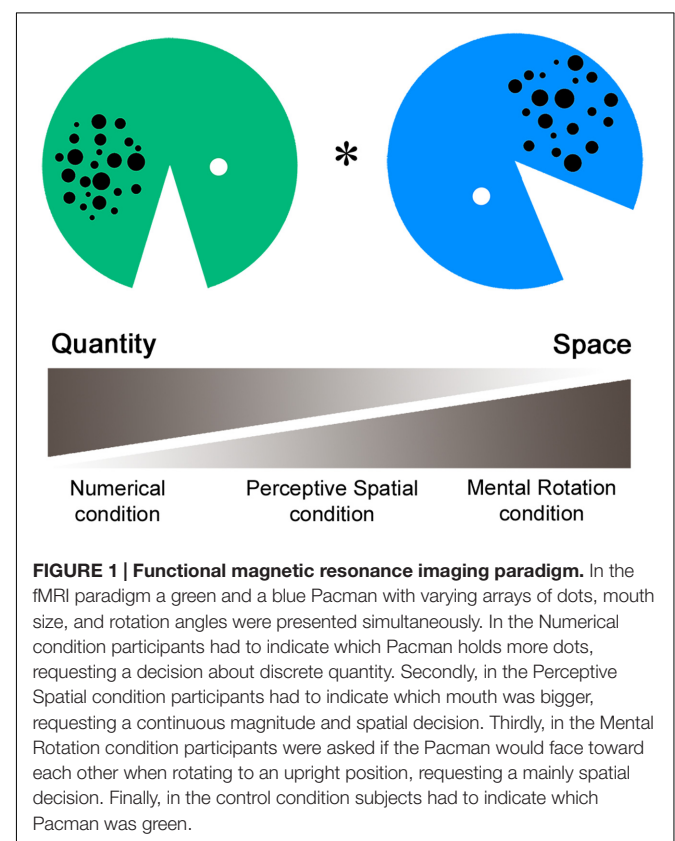 *
Quantity Space
Numerical condition
Perceptive Spatial condition
Mental Rotation condition
FIGURE 1 | Functional magnetic resonance imaging paradigm. In the
fMRI paradigm a green and a blue Pacman with varying arrays of dots, mouth
size, and rotation angles were presented simultaneously. In the Numerical
condition participants had to indicate which Pacman holds more dots,
requesting a decision about discrete quantity. Secondly, in the Perceptive
Spatial condition participants had to indicate which mouth was bigger,
requesting a continuous magnitude and spatial decision. Thirdly, in the Mental
Rotation condition participants were asked if the Pacman would face toward
each other when rotating to an upright position, requesting a mainly spatial
decision. Finally, in the control condition subjects had to indicate which
Pacman was green.